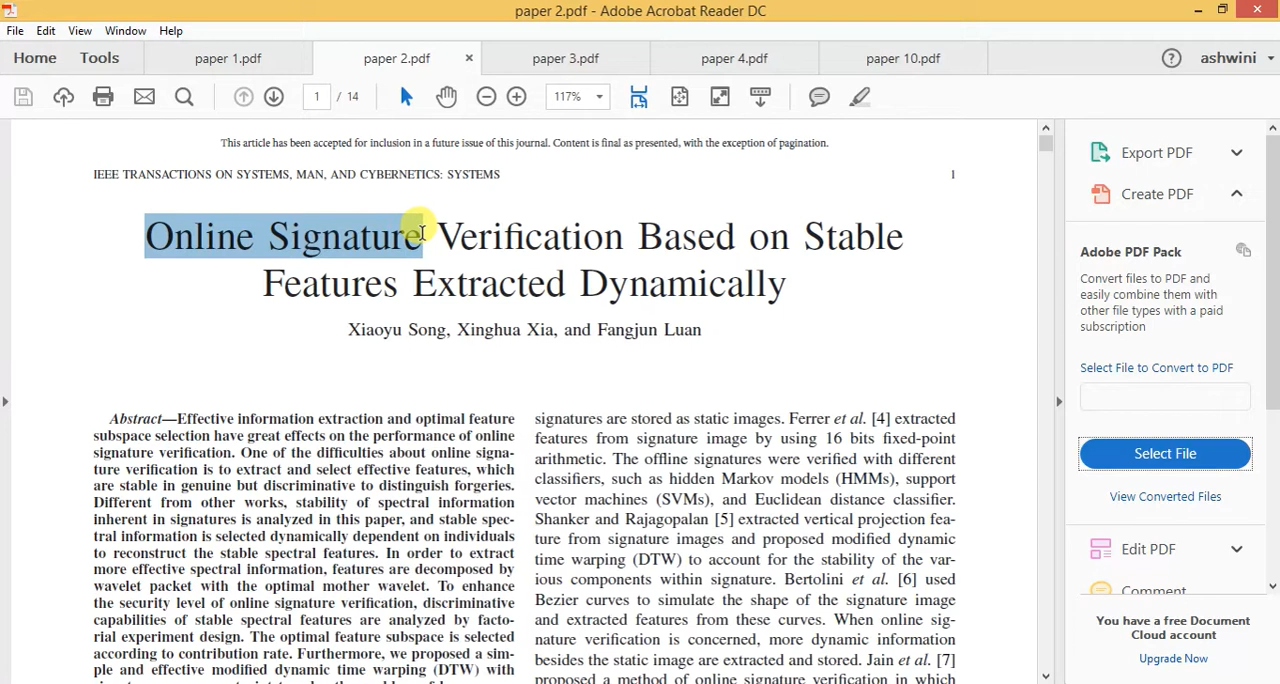 paper 2.pdf - Adobe Acrobat Reader DC
File Edit View Window Help
Home Tools paper 1.pdf paper 2.pdf × paper 3.pdf paper 4.pdf paper 10.pdf ? ashwini
1 / 14 117%
This article has been accepted for inclusion in a future issue of this journal. Content is final as presented, with the exception of pagination.
IEEE TRANSACTIONS ON SYSTEMS, MAN, AND CYBERNETICS: SYSTEMS 1
Online Signature Verification Based on Stable
Features Extracted Dynamically
Xiaoyu Song, Xinghua Xia, and Fangjun Luan
Abstract—Effective information extraction and optimal feature
subspace selection have great effects on the performance of online
signature verification. One of the difficulties about online signa-
ture verification is to extract and select effective features, which
are stable in genuine but discriminative to distinguish forgeries.
Different from other works, stability of spectral information
inherent in signatures is analyzed in this paper, and stable spec-
tral information is selected dynamically dependent on individuals
to reconstruct the stable spectral features. In order to extract
more effective spectral information, features are decomposed by
wavelet packet with the optimal mother wavelet. To enhance
the security level of online signature verification, discriminative
capabilities of stable spectral features are analyzed by facto-
rial experiment design. The optimal feature subspace is selected
according to contribution rate. Furthermore, we proposed a sim-
ple and effective modified dynamic time warping (DTW) with
signatures are stored as static images. Ferrer et al. [4] extracted
features from signature image by using 16 bits fixed-point
arithmetic. The offline signatures were verified with different
classifiers, such as hidden Markov models (HMMs), support
vector machines (SVMs), and Euclidean distance classifier.
Shanker and Rajagopalan [5] extracted vertical projection fea-
ture from signature images and proposed modified dynamic
time warping (DTW) to account for the stability of the var-
ious components within signature. Bertolini et al. [6] used
Bezier curves to simulate the shape of the signature image
and extracted features from these curves. When online sig-
nature verification is concerned, more dynamic information
besides the static image are extracted and stored. Jain et al. [7]
proposed a method of online signature verification in which
Export PDF
Create PDF
Adobe PDF Pack
Convert files to PDF and
easily combine them with
other file types with a paid
subscription
Select File to Convert to PDF
Select File
View Converted Files
Edit PDF
Comment
You have a free Document
Cloud account
Upgrade Now